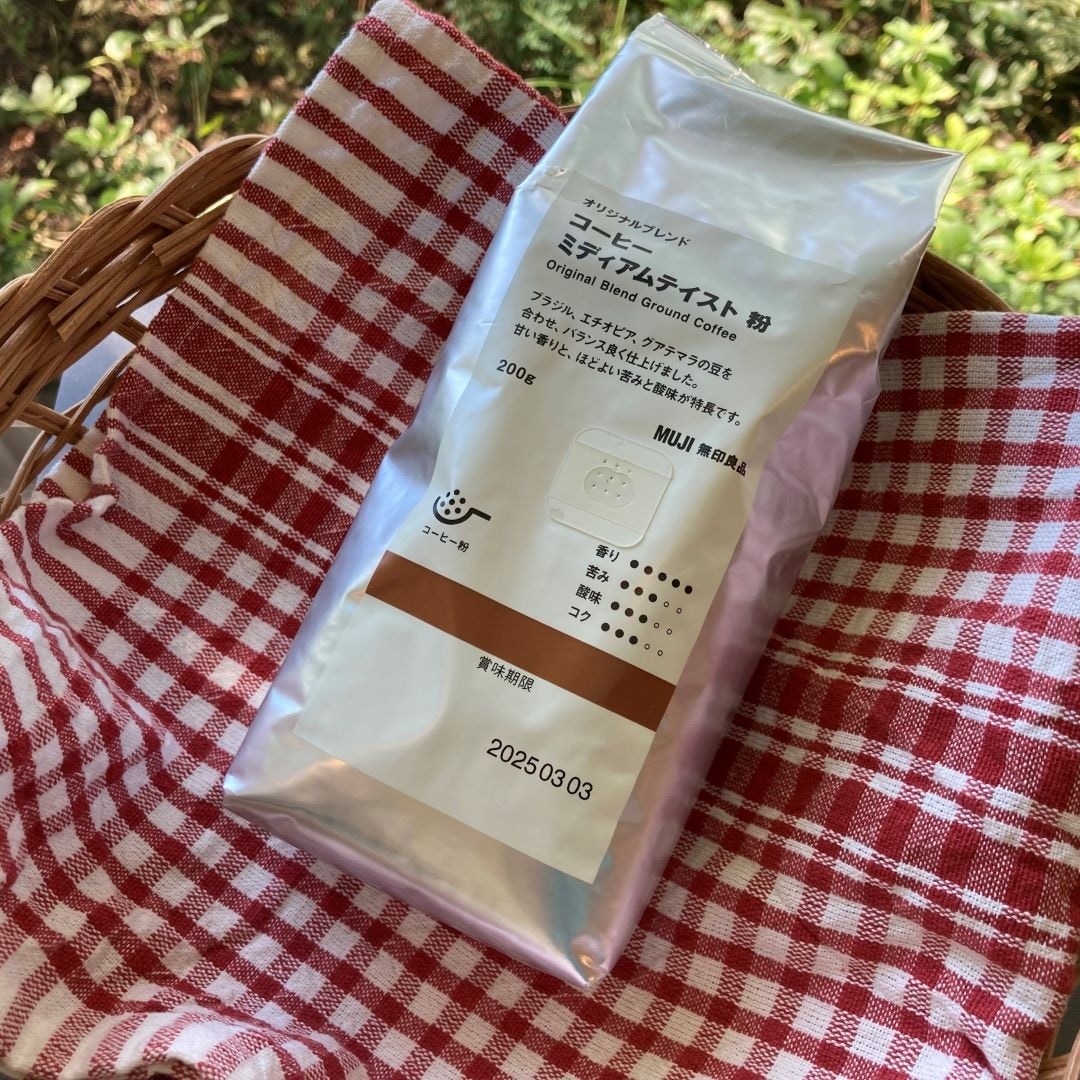 オリジナルブレンド
コーヒー
ミディアムテイスト 粉
Original Blend Ground Coffee
ブラジル、エチオピア、グアテマラの豆を
合わせ、バランス良く仕上げました。
甘い香りと、ほどよい苦みと酸味が特長です。
200g
MUJI 無印良品
コーヒー粉
香り
苦み
酸味
コク
賞味期限
2025 03 03